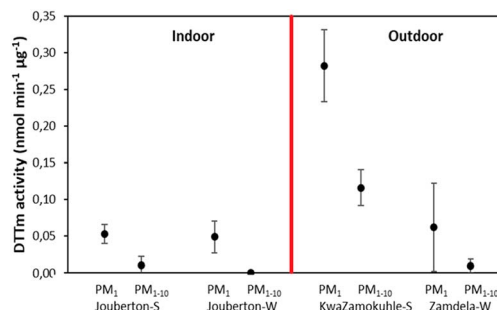 DTTm activity (nmol min⁻¹ µg⁻¹)
0,35
0,30
0,25
0,20
0,15
0,10
0,05
0,00
Indoor
Outdoor
PM₁ PM₁₋₁₀ PM₁ PM₁₋₁₀ PM₁ PM₁₋₁₀ PM₁ PM₁₋₁₀
Jouberton-S Jouberton-W KwaZamokuhle-S Zamdela-W